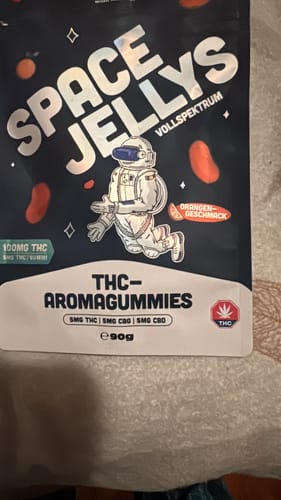 SPACE
JELLYS
VOLLSPEKTRUM
ORANGEN-
GESCHMACK
100MG THC
5MG THC/GUMMI
THC-
AROMAGUMMIES
5MG THC | 5MG CBG | 5MG CBD
THC
℮90g